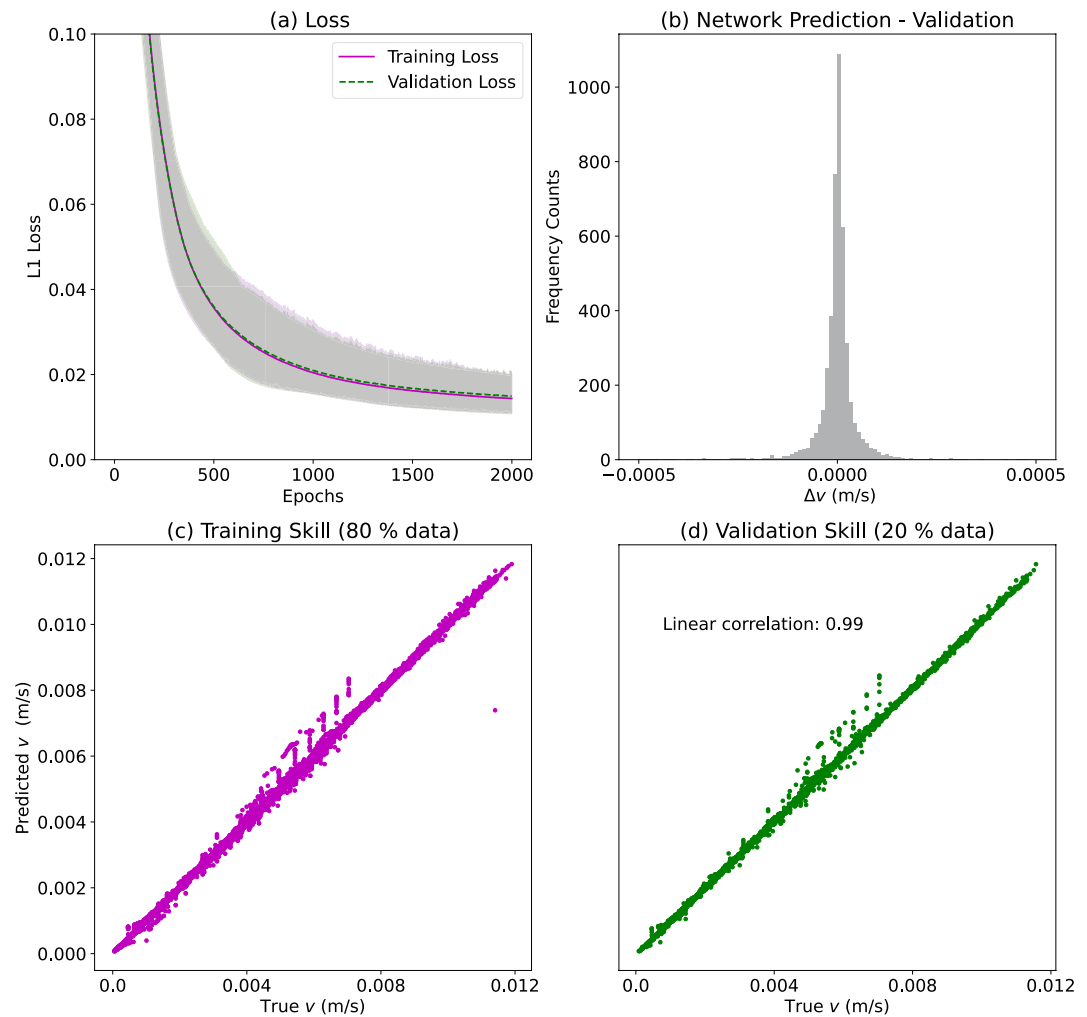 (a) Loss
0.10
0.08
0.06
0.04
0.02
0.00
L1 Loss
Training Loss
Validation Loss
0
500
1000
1500
2000
Epochs
(b) Network Prediction - Validation
1000
800
600
400
200
0
Frequency Counts
−0.0005
0.0000
0.0005
Δv (m/s)
(c) Training Skill (80 % data)
0.012
0.010
0.008
0.006
0.004
0.002
0.000
Predicted v (m/s)
0.0
0.004
0.008
0.012
True v (m/s)
(d) Validation Skill (20 % data)
Linear correlation: 0.99
0.0
0.004
0.008
0.012
True v (m/s)